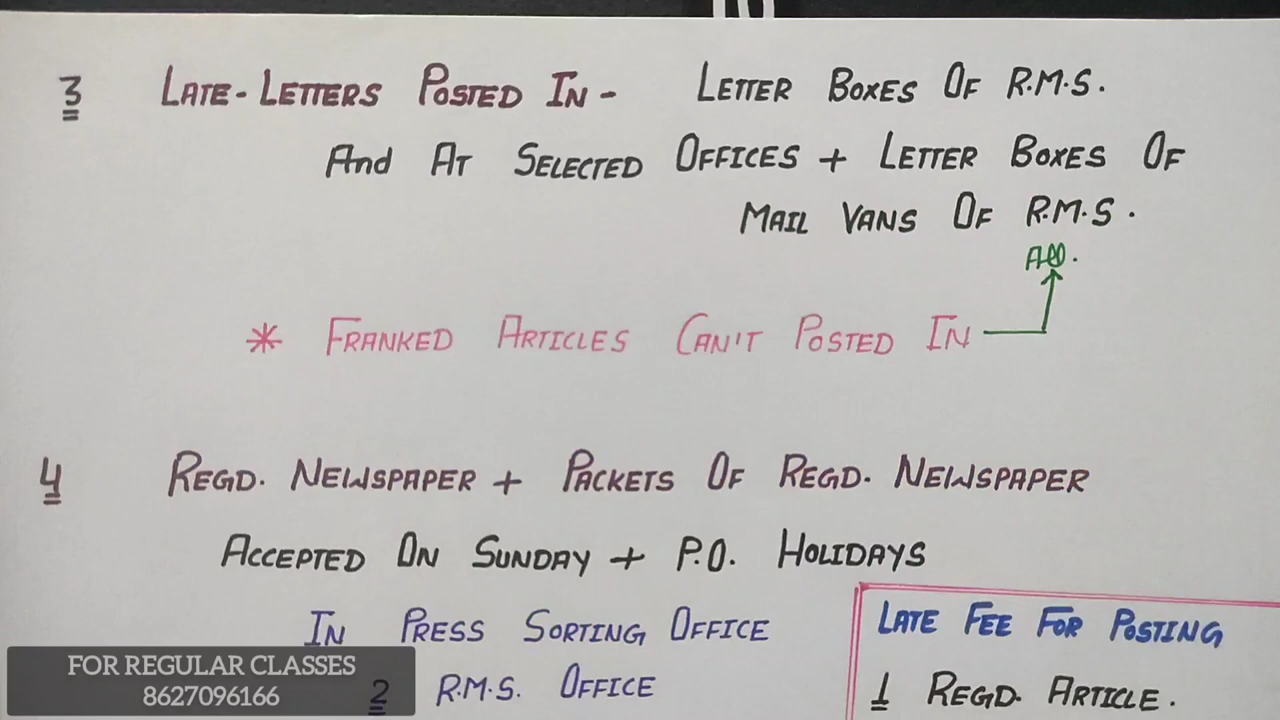 3 LATE-LETTERS POSTED IN - LETTER BOXES OF R.M.S.
And AT SELECTED OFFICES + LETTER BOXES OF
MAIL VANS OF R.M.S.
All.
* FRANKED ARTICLES CAN'T POSTED IN
4 REGD. NEWSPAPER + PACKETS OF REGD. NEWSPAPER
ACCEPTED ON SUNDAY + P.O. HOLIDAYS
IN PRESS SORTING OFFICE
2 R.M.S. OFFICE
LATE FEE FOR POSTING
1 REGD. ARTICLE.
FOR REGULAR CLASSES
8627096166